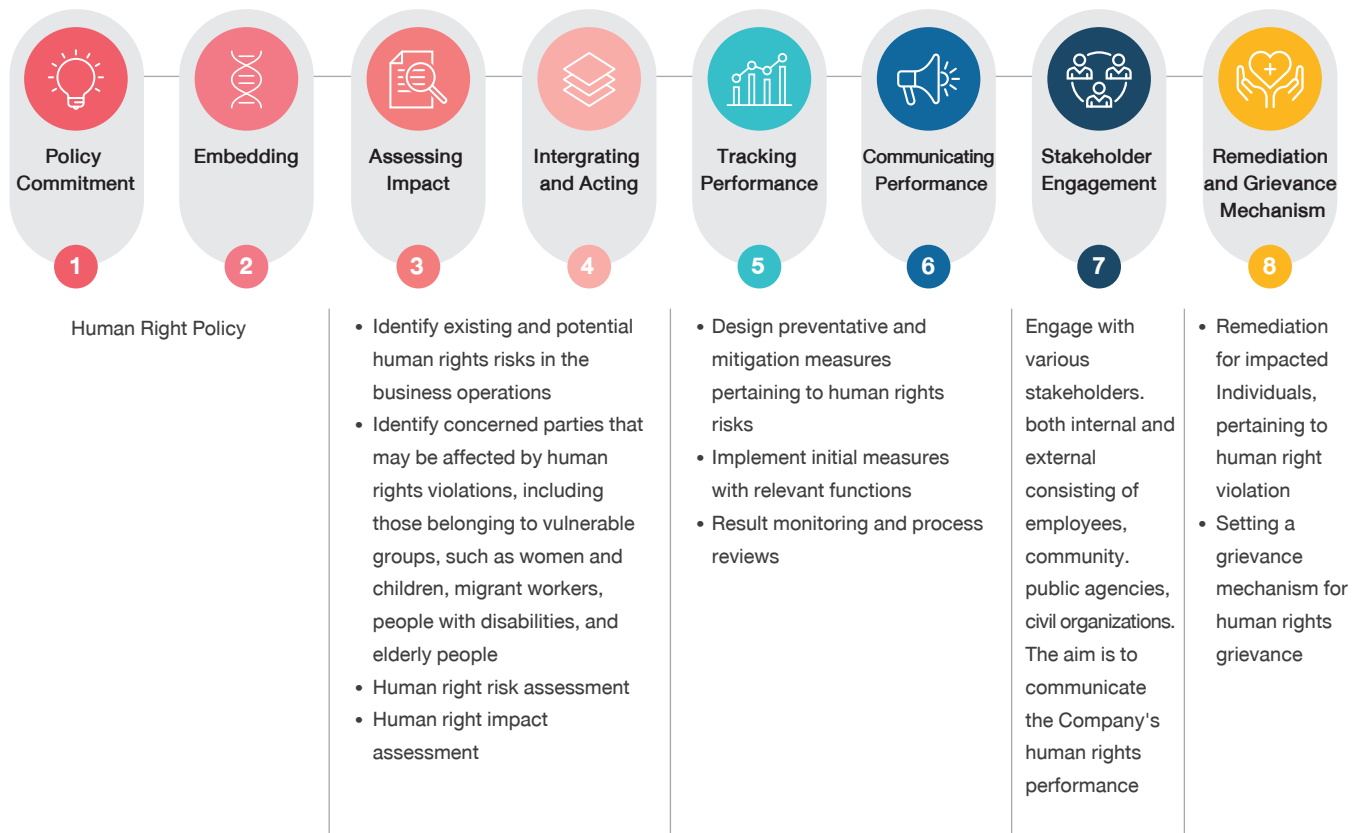 Policy
Commitment
1
Embedding
2
Assessing
Impact
3
Intergrating
and Acting
4
Tracking
Performance
5
Communicating
Performance
6
Stakeholder
Engagement
7
Remediation
and Grievance
Mechanism
8
Human Right Policy
• Identify existing and potential
human rights risks in the
business operations
• Identify concerned parties that
may be affected by human
rights violations, including
those belonging to vulnerable
groups, such as women and
children, migrant workers,
people with disabilities, and
elderly people
• Human right risk assessment
• Human right impact
assessment
• Design preventative and
mitigation measures
pertaining to human rights
risks
• Implement initial measures
with relevant functions
• Result monitoring and process
reviews
Engage with
various
stakeholders.
both internal and
external
consisting of
employees,
community.
public agencies,
civil organizations.
The aim is to
communicate
the Company's
human rights
performance
• Remediation
for impacted
Individuals,
pertaining to
human right
violation
• Setting a
grievance
mechanism for
human rights
grievance